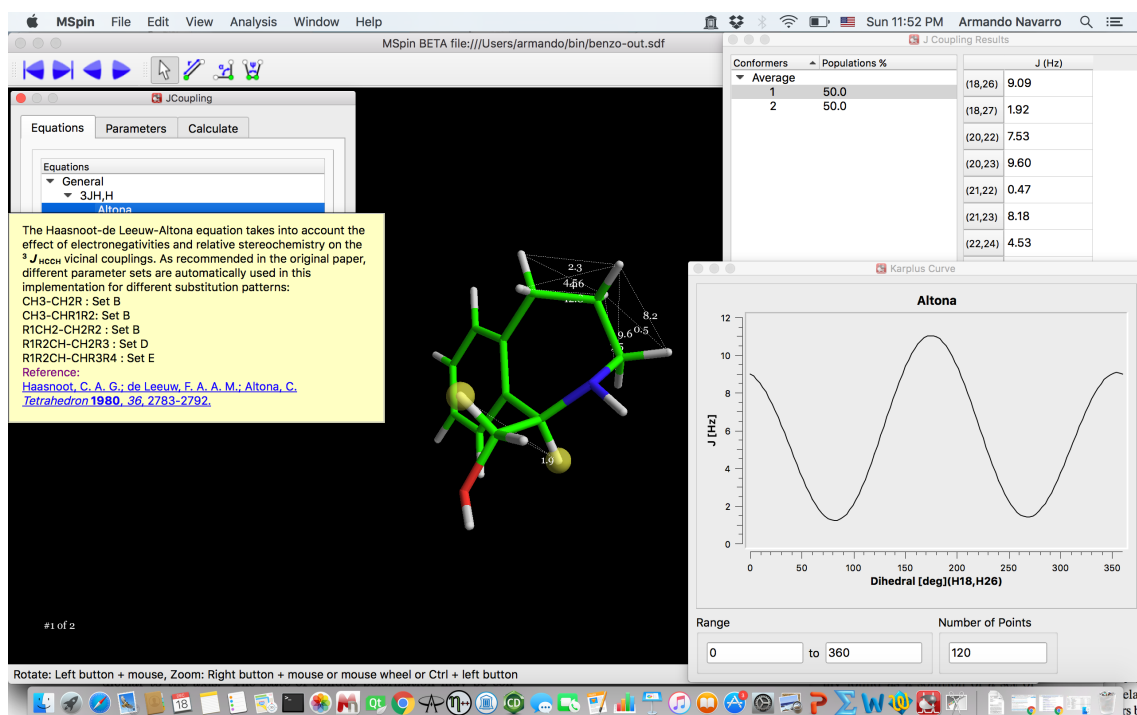 MSpin File Edit View Analysis Window Help Sun 11:52 PM Armando Navarro
MSpin BETA file:///Users/armando/bin/benzo-out.sdf
JCoupling
Equations Parameters Calculate
Equations
General
3JH,H
Altona
The Haasnoot-de Leeuw-Altona equation takes into account the
effect of electronegativities and relative stereochemistry on the
³ J HCCH vicinal couplings. As recommended in the original paper,
different parameter sets are automatically used in this
implementation for different substitution patterns:
CH3-CH2R : Set B
CH3-CHR1R2: Set B
R1CH2-CH2R2 : Set B
R1R2CH-CH2R3 : Set D
R1R2CH-CHR3R4 : Set E
Reference:
Haasnoot, C. A. G.; de Leeuw, F. A. A. M.; Altona, C.
Tetrahedron 1980, 36, 2783-2792.
2.3
8.2
9.6
0.5
1.9
#1 of 2
Rotate: Left button + mouse, Zoom: Right button + mouse or mouse wheel or Ctrl + left button
J Coupling Results
Conformers Populations %
Average
1 50.0
2 50.0
J (Hz)
(18,26) 9.09
(18,27) 1.92
(20,22) 7.53
(20,23) 9.60
(21,22) 0.47
(21,23) 8.18
(22,24) 4.53
Karplus Curve
Altona
12
10
8
6
4
2
0
J [Hz]
0 50 100 150 200 250 300 350
Dihedral [deg](H18,H26)
Range
0 to 360
Number of Points
120
18
Qt
CD